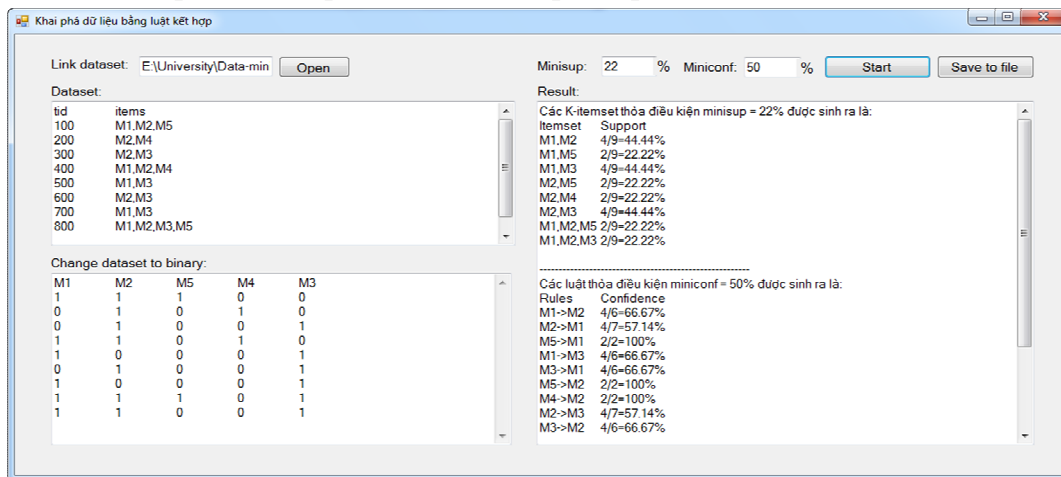 Khai phá dữ liệu bằng luật kết hợp
Link dataset: E:\University\Data-min Open
Dataset:
tid items
100 M1,M2,M5
200 M2,M4
300 M2,M3
400 M1,M2,M4
500 M1,M3
600 M2,M3
700 M1,M3
800 M1,M2,M3,M5
Change dataset to binary:
M1 M2 M5 M4 M3
1 1 1 0 0
0 1 0 1 0
0 1 0 0 1
1 1 0 1 0
1 0 0 0 1
0 1 0 0 1
1 0 0 0 1
1 1 1 0 1
1 1 0 0 1
Minisup: 22 % Miniconf: 50 % Start Save to file
Result:
Các K-itemset thỏa điều kiện minisup = 22% được sinh ra là:
Itemset Support
M1,M2 4/9=44.44%
M1,M5 2/9=22.22%
M1,M3 4/9=44.44%
M2,M5 2/9=22.22%
M2,M4 2/9=22.22%
M2,M3 4/9=44.44%
M1,M2,M5 2/9=22.22%
M1,M2,M3 2/9=22.22%
------------------------------------------------------
Các luật thỏa điều kiện miniconf = 50% được sinh ra là:
Rules Confidence
M1->M2 4/6=66.67%
M2->M1 4/7=57.14%
M5->M1 2/2=100%
M1->M3 4/6=66.67%
M3->M1 4/6=66.67%
M5->M2 2/2=100%
M4->M2 2/2=100%
M2->M3 4/7=57.14%
M3->M2 4/6=66.67%